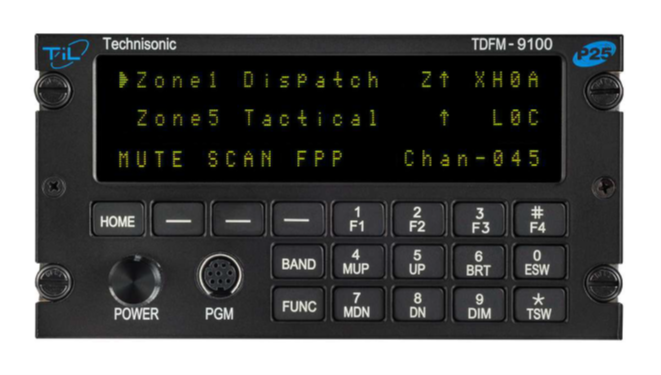 TiL Technisonic TDFM-9100 P25
Zone1 Dispatch Z↑ XH0A
Zone5 Tactical ↑ L0C
MUTE SCAN FPP Chan-045
HOME — — — 1 2 3 #
F1 F2 F3 F4
BAND 4 5 6 0
MUP UP BRT ESW
FUNC 7 8 9 *
MDN DN DIM TSW
POWER PGM